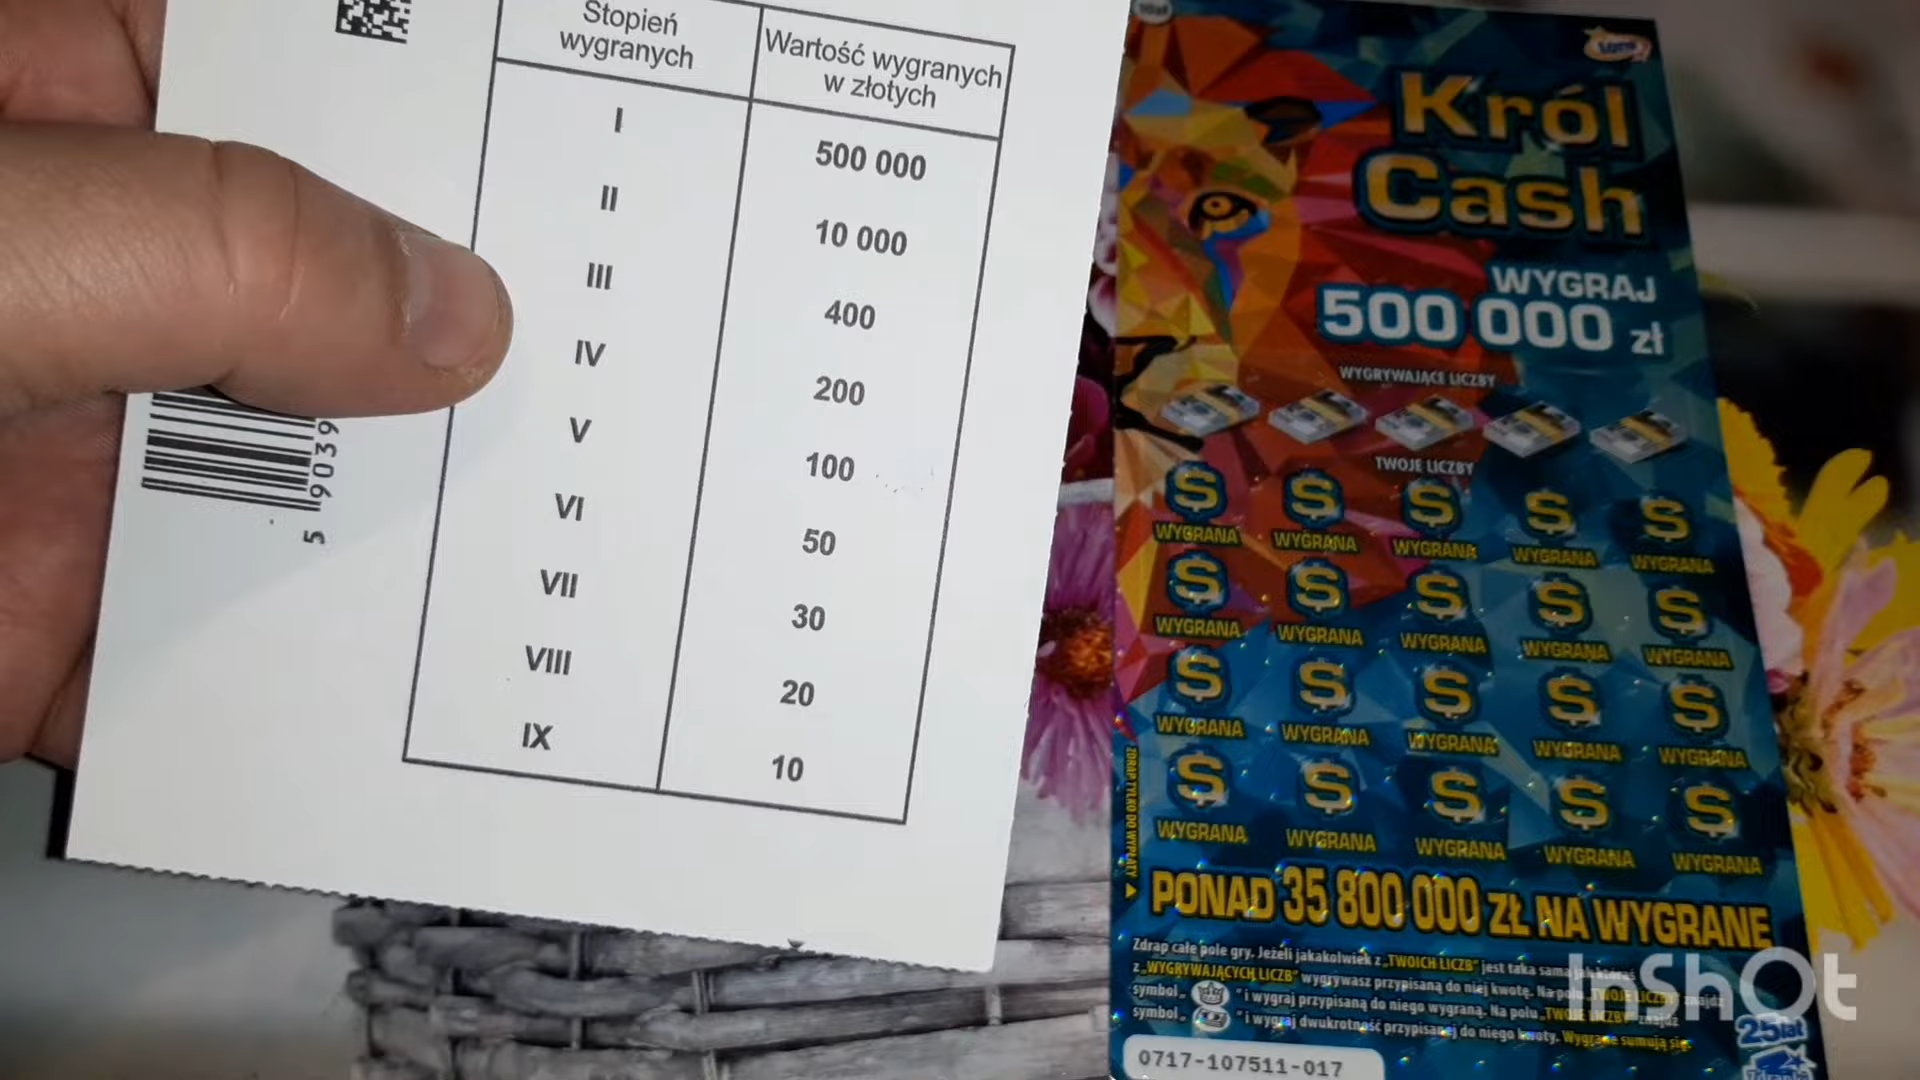 Stopień
wygranych
Wartość wygranych
w złotych
I
500 000
II
10 000
III
400
IV
200
V
100
VI
50
VII
30
VIII
20
IX
10
5 9039
Król
Cash
WYGRAJ
500 000 zł
WYGRYWAJĄCE LICZBY
TWOJE LICZBY
WYGRANA WYGRANA WYGRANA WYGRANA WYGRANA
WYGRANA WYGRANA WYGRANA WYGRANA WYGRANA
WYGRANA WYGRANA WYGRANA WYGRANA WYGRANA
WYGRANA WYGRANA WYGRANA WYGRANA WYGRANA
ZDRAP TYLKO DO WYPŁATY
PONAD 35 800 000 ZŁ NA WYGRANE
Zdrap całe pole gry. Jeżeli jakakolwiek z „TWOICH LICZB" jest taka sama jak któraś
z „WYGRYWAJĄCYCH LICZB" wygrywasz przypisaną do niej kwotę. Na polu „TWOJE LICZBY" znajdź
symbol „ " i wygraj przypisaną do niego wygraną. Na polu „TWOJE LICZBY" znajdź
symbol „ " i wygraj dwukrotność przypisanej do niego kwoty. Wygrane sumują się.
InShOt
25 lat
0717-107511-017